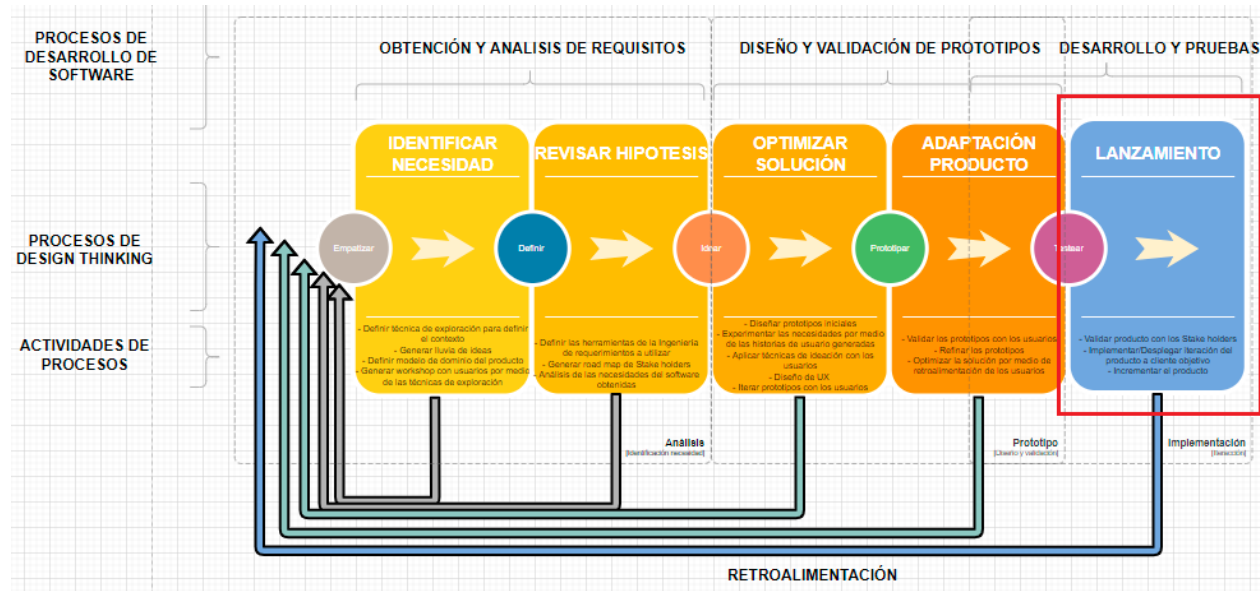 PROCESOS DE
DESARROLLO DE
SOFTWARE
OBTENCIÓN Y ANALISIS DE REQUISITOS
DISEÑO Y VALIDACIÓN DE PROTOTIPOS
DESARROLLO Y PRUEBAS
IDENTIFICAR
NECESIDAD
REVISAR HIPOTESIS
OPTIMIZAR
SOLUCIÓN
ADAPTACIÓN
PRODUCTO
LANZAMIENTO
PROCESOS DE
DESIGN THINKING
Empatizar
Definir
Idear
Prototipar
Testear
ACTIVIDADES DE
PROCESOS
- Definir técnica de exploración para definir
el contexto
- Generar lluvia de ideas
- Definir modelo de dominio del producto
- Generar workshop con usuarios por medio
de las técnicas de exploración
- Definir las herramientas de la Ingeniería
de requerimientos a utilizar
- Generar road map de Stake holders
- Análisis de las necesidades del software
obtenidas
- Diseñar prototipos iniciales
- Experimentar las necesidades por medio
de las historias de usuario generadas
- Aplicar técnicas de ideación con los
usuarios
- Diseño de UX
- Iterar prototipos con los usuarios
- Validar los prototipos con los usuarios
- Refinar los prototipos
- Optimizar la solución por medio de
retroalimentación de los usuarios
- Validar producto con los Stake holders
- Implementar/Desplegar iteración del
producto a cliente objetivo
- Incrementar el producto
Análisis
[Identificación necesidad]
Prototipo
[Diseño y validación]
Implementación
RETROALIMENTACIÓN